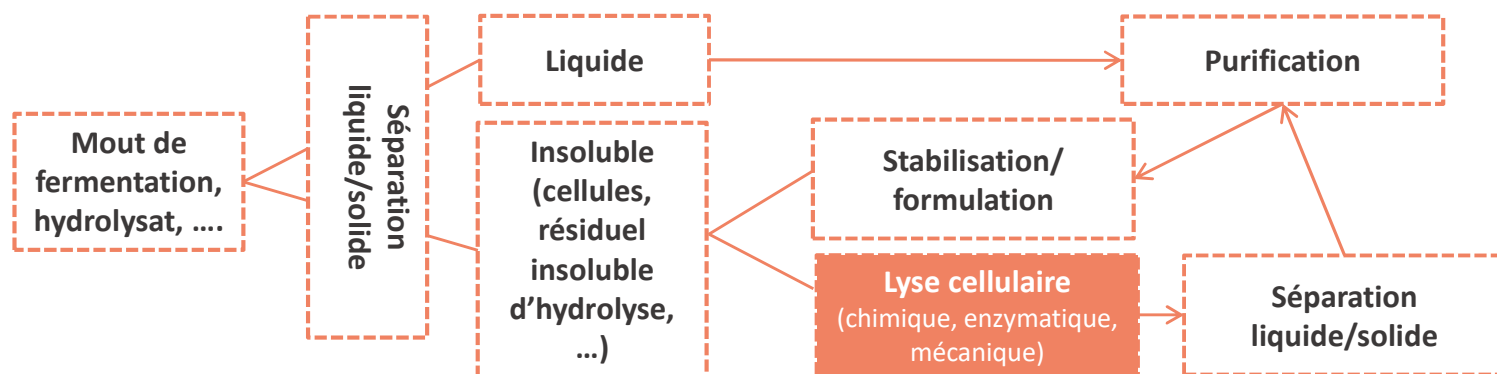 Mout de
fermentation,
hydrolysat, ….
Séparation
liquide/solide
Liquide
Insoluble
(cellules,
résiduel
insoluble
d’hydrolyse,
…)
Purification
Stabilisation/
formulation
Lyse cellulaire
(chimique, enzymatique,
mécanique)
Séparation
liquide/solide